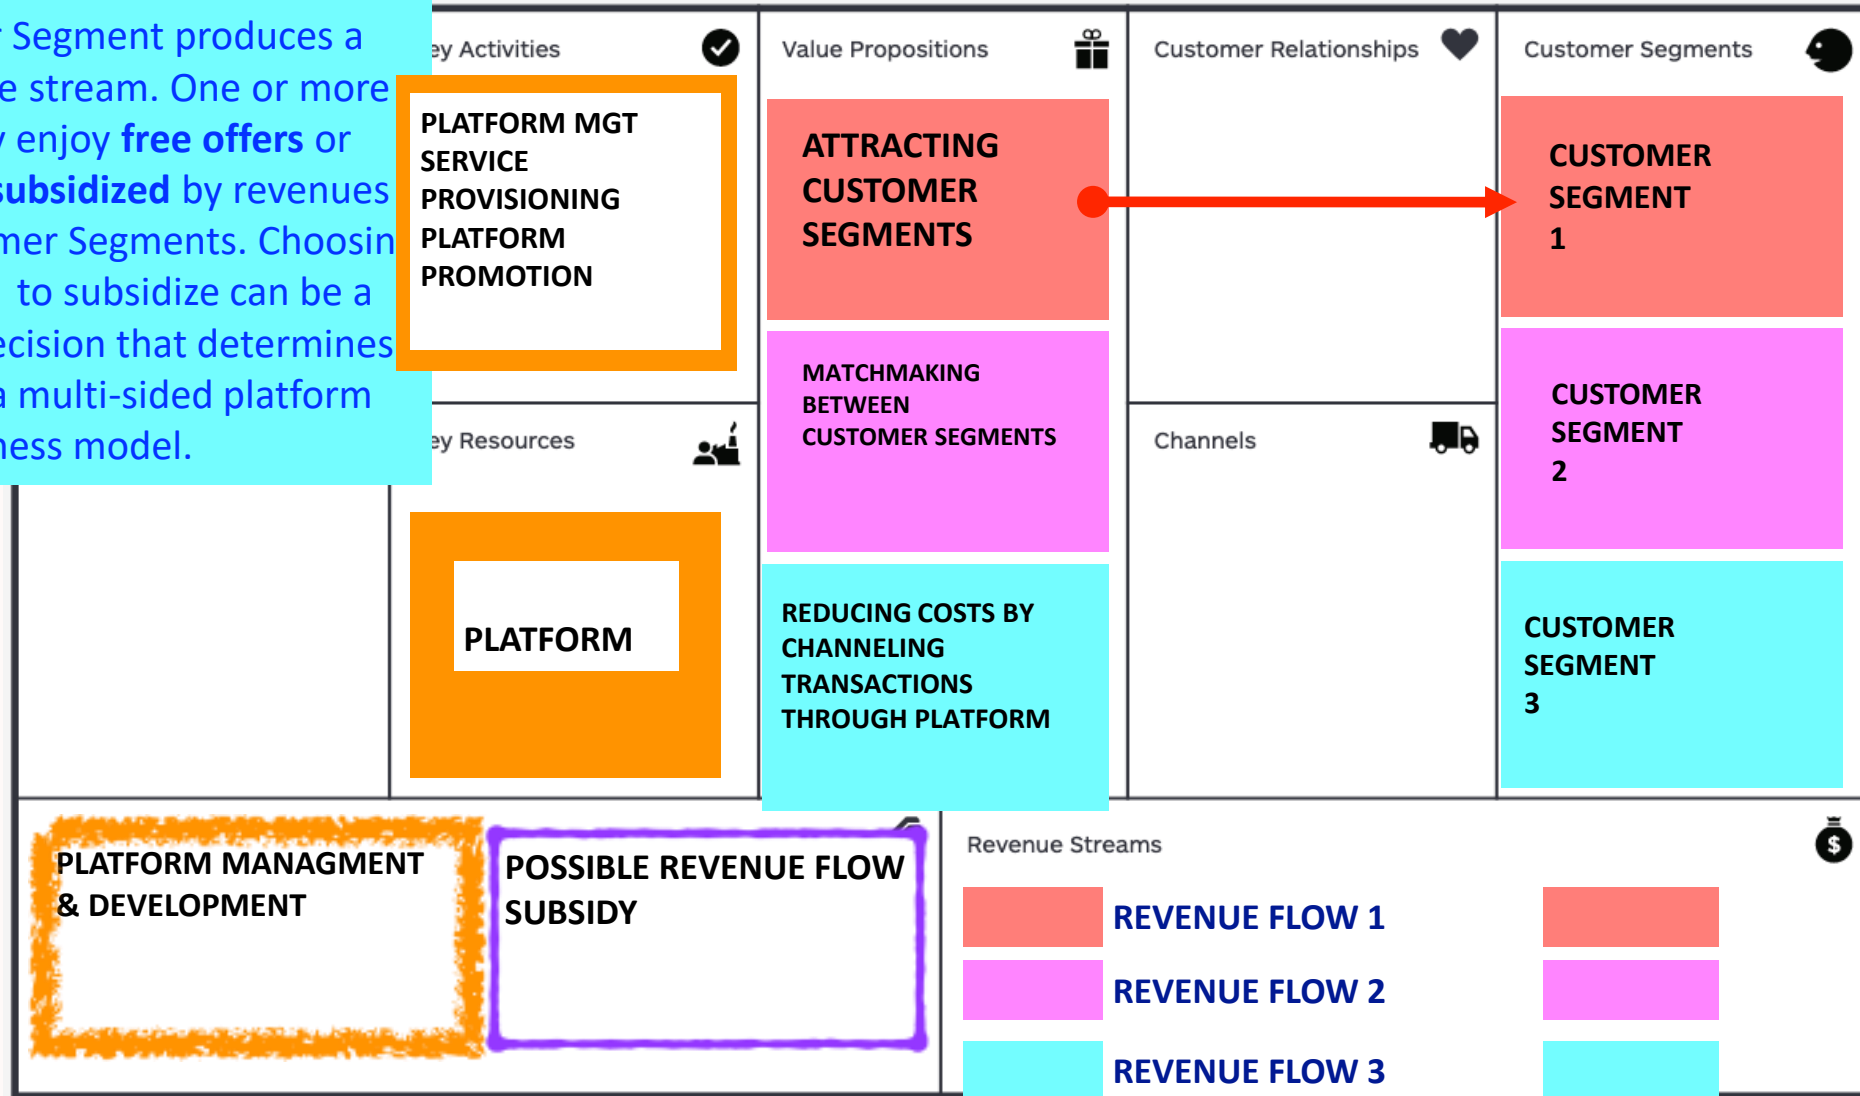 r Segment produces a
e stream. One or more
y enjoy free offers or
subsidized by revenues
mer Segments. Choosin
to subsidize can be a
ecision that determines
a multi-sided platform
ness model.
ey Activities
PLATFORM MGT
SERVICE
PROVISIONING
PLATFORM
PROMOTION
ey Resources
PLATFORM
Value Propositions
ATTRACTING
CUSTOMER
SEGMENTS
MATCHMAKING
BETWEEN
CUSTOMER SEGMENTS
REDUCING COSTS BY
CHANNELING
TRANSACTIONS
THROUGH PLATFORM
Customer Relationships
Channels
Customer Segments
CUSTOMER
SEGMENT
1
CUSTOMER
SEGMENT
2
CUSTOMER
SEGMENT
3
PLATFORM MANAGMENT
& DEVELOPMENT
POSSIBLE REVENUE FLOW
SUBSIDY
Revenue Streams
$
REVENUE FLOW 1
REVENUE FLOW 2
REVENUE FLOW 3